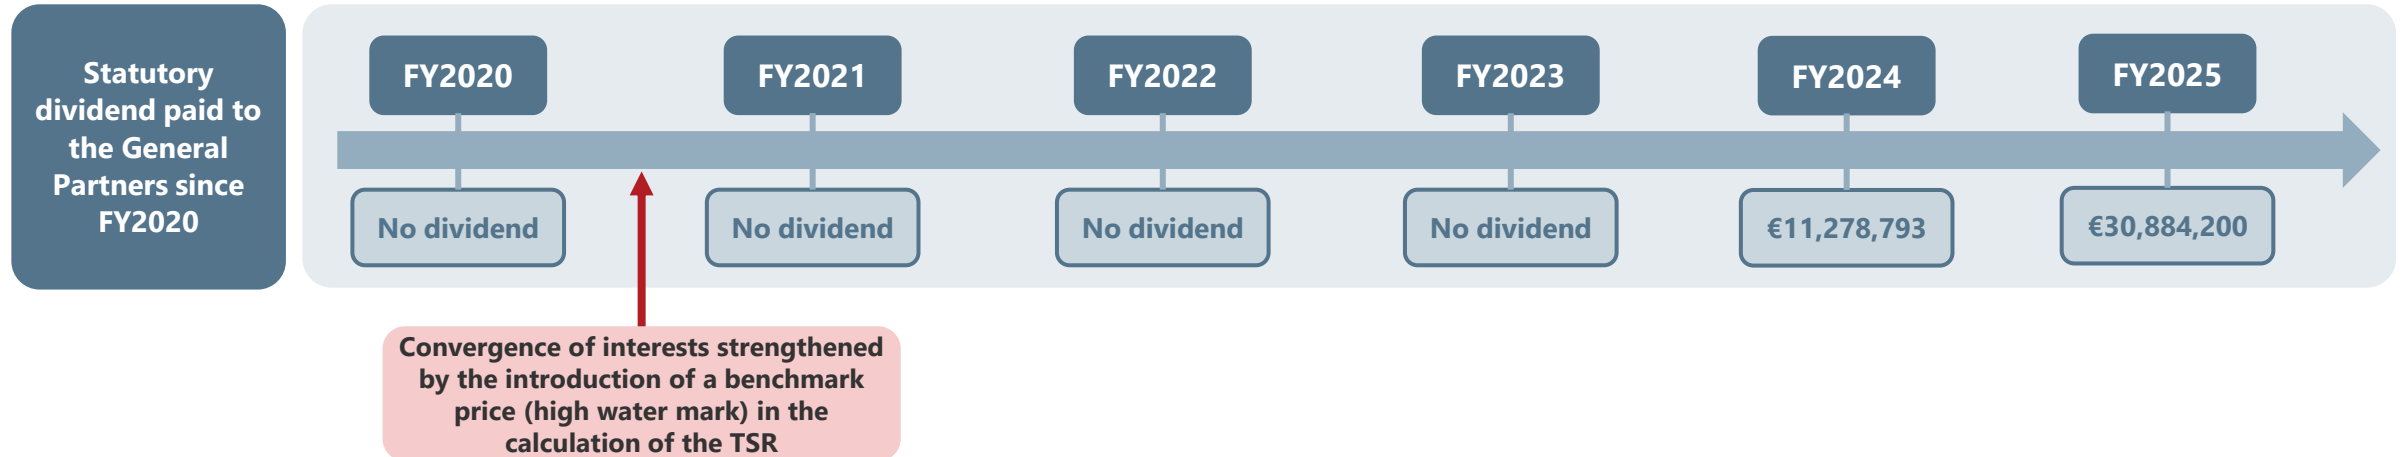 Statutory
dividend paid to
the General
Partners since
FY2020
FY2020
FY2021
FY2022
FY2023
FY2024
FY2025
No dividend
No dividend
No dividend
No dividend
€11,278,793
€30,884,200
Convergence of interests strengthened
by the introduction of a benchmark
price (high water mark) in the
calculation of the TSR